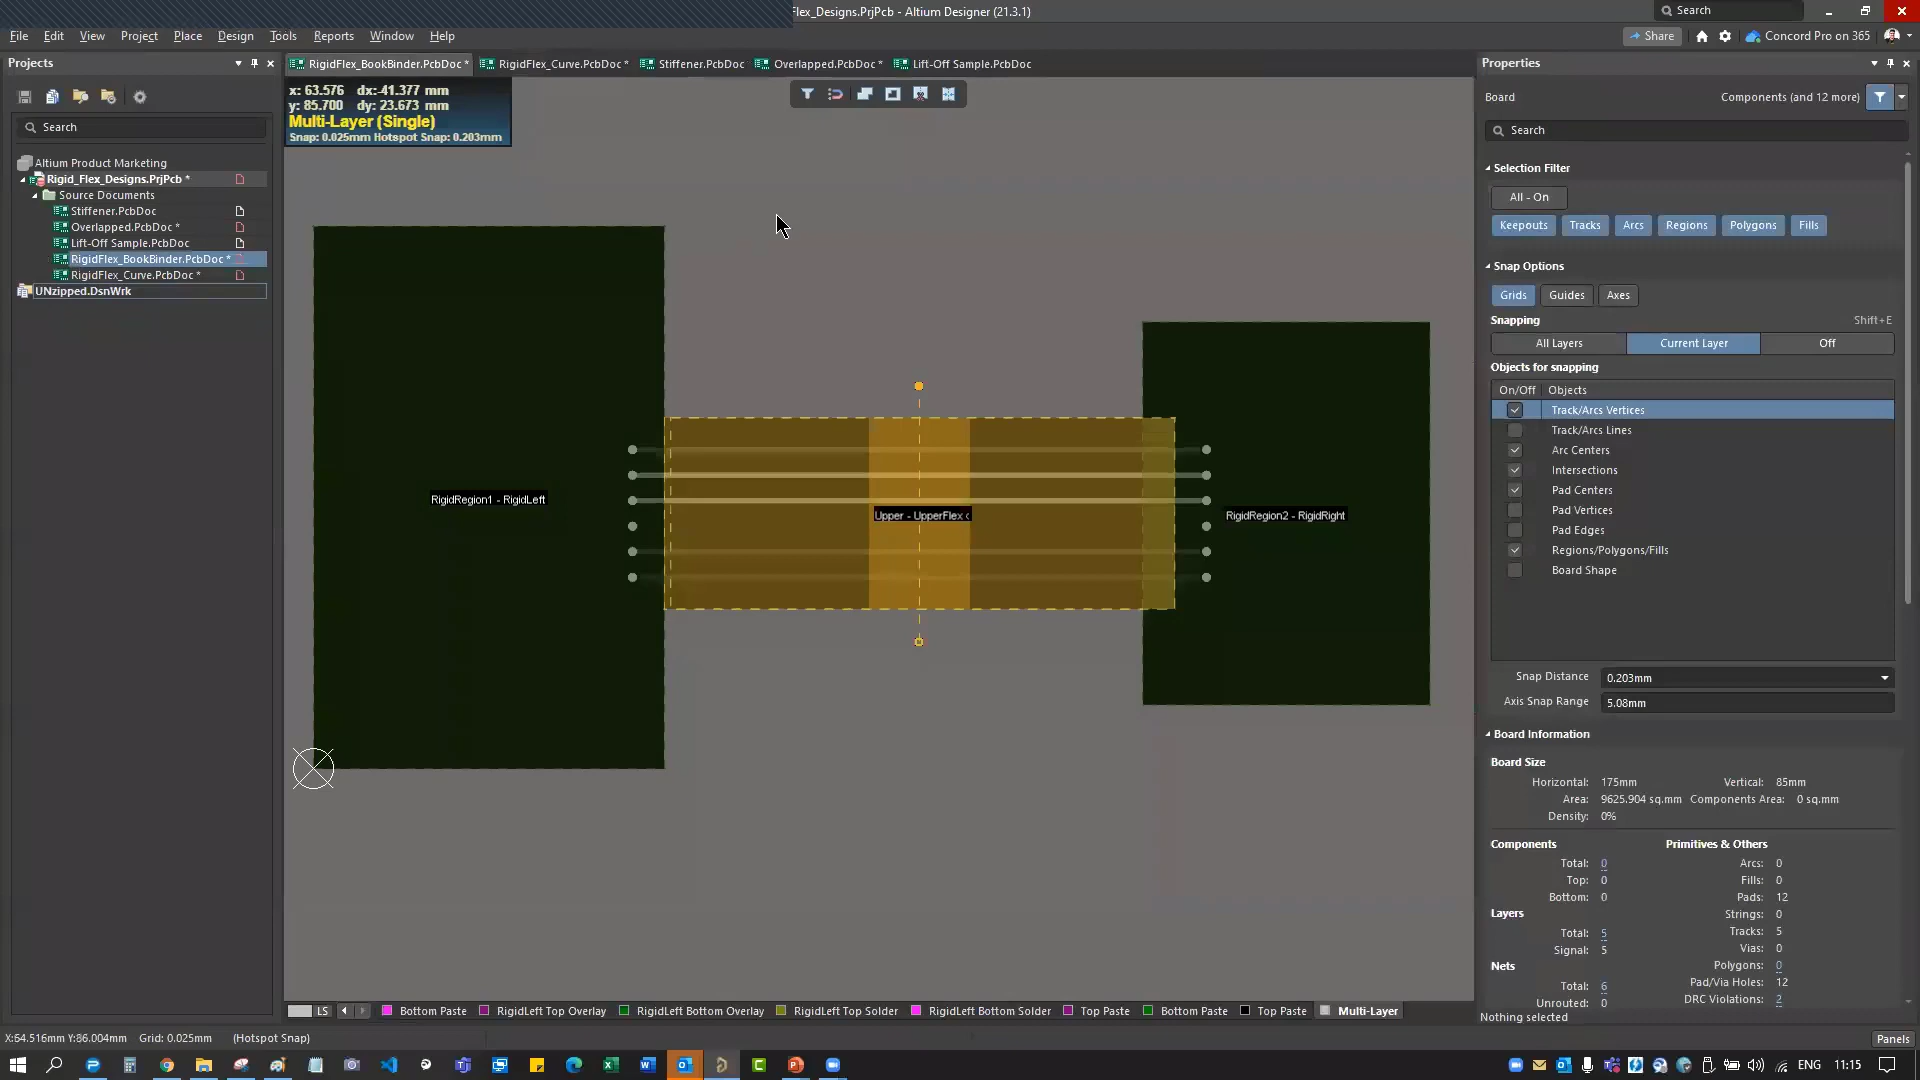 Flex_Designs.PrjPcb - Altium Designer (21.3.1)
Search
File Edit View Project Place Design Tools Reports Window Help
Share
Concord Pro on 365
Projects
RigidFlex_BookBinder.PcbDoc *
RigidFlex_Curve.PcbDoc *
Stiffener.PcbDoc
Overlapped.PcbDoc *
Lift-Off Sample.PcbDoc
Properties
x: 63.576 dx:-41.377 mm
y: 85.700 dy: 23.673 mm
Multi-Layer (Single)
Snap: 0.025mm Hotspot Snap: 0.203mm
Board
Components (and 12 more)
Search
Search
Altium Product Marketing
Rigid_Flex_Designs.PrjPcb *
Source Documents
Stiffener.PcbDoc
Overlapped.PcbDoc *
Lift-Off Sample.PcbDoc
RigidFlex_BookBinder.PcbDoc *
RigidFlex_Curve.PcbDoc *
UNzipped.DsnWrk
RigidRegion1 - RigidLeft
Upper - UpperFlex
RigidRegion2 - RigidRight
Selection Filter
All - On
Keepouts Tracks Arcs Regions Polygons Fills
Snap Options
Grids Guides Axes
Snapping Shift+E
All Layers Current Layer Off
Objects for snapping
On/Off Objects
Track/Arcs Vertices
Track/Arcs Lines
Arc Centers
Intersections
Pad Centers
Pad Vertices
Pad Edges
Regions/Polygons/Fills
Board Shape
Snap Distance 0.203mm
Axis Snap Range 5.08mm
Board Information
Board Size
Horizontal: 175mm Vertical: 85mm
Area: 9625.904 sq.mm Components Area: 0 sq.mm
Density: 0%
Components Primitives & Others
Total: 0 Arcs: 0
Top: 0 Fills: 0
Bottom: 0 Pads: 12
Layers Strings: 0
Total: 5 Tracks: 5
Signal: 5 Vias: 0
Nets Polygons: 0
Total: 6 Pad/Via Holes: 12
Unrouted: 0 DRC Violations: 2
Nothing selected
LS
Bottom Paste
RigidLeft Top Overlay
RigidLeft Bottom Overlay
RigidLeft Top Solder
RigidLeft Bottom Solder
Top Paste
Bottom Paste
Top Paste
Multi-Layer
X:64.516mm Y:86.004mm Grid: 0.025mm (Hotspot Snap)
Panels
ENG 11:15